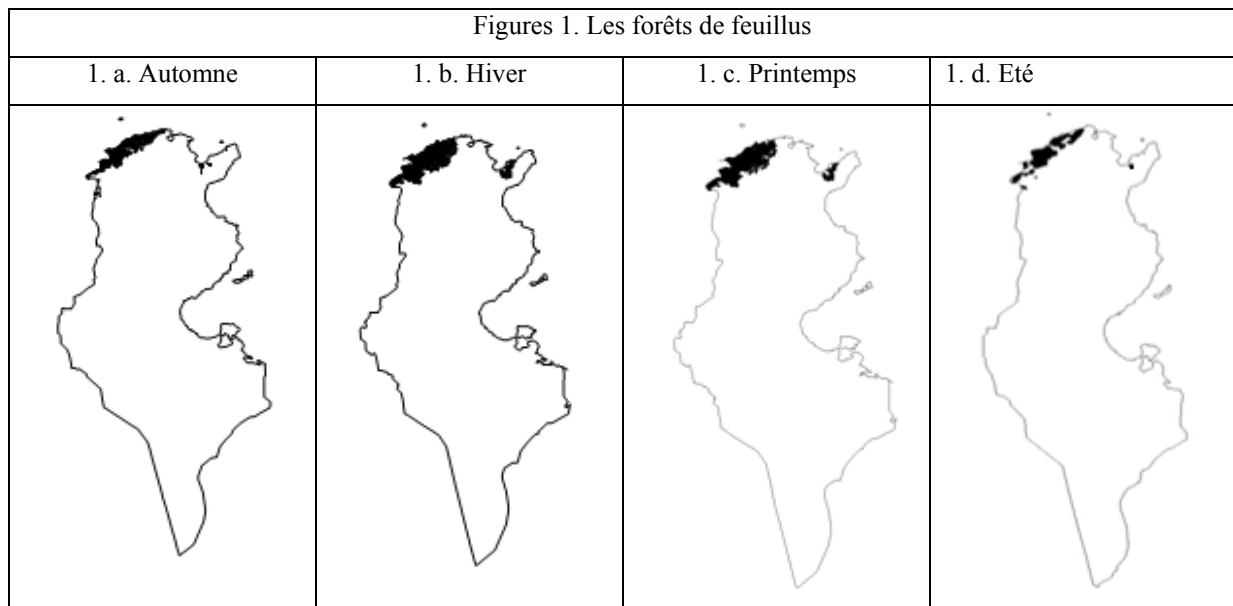 Figures 1. Les forêts de feuillus
1. a. Automne
1. b. Hiver
1. c. Printemps
1. d. Eté